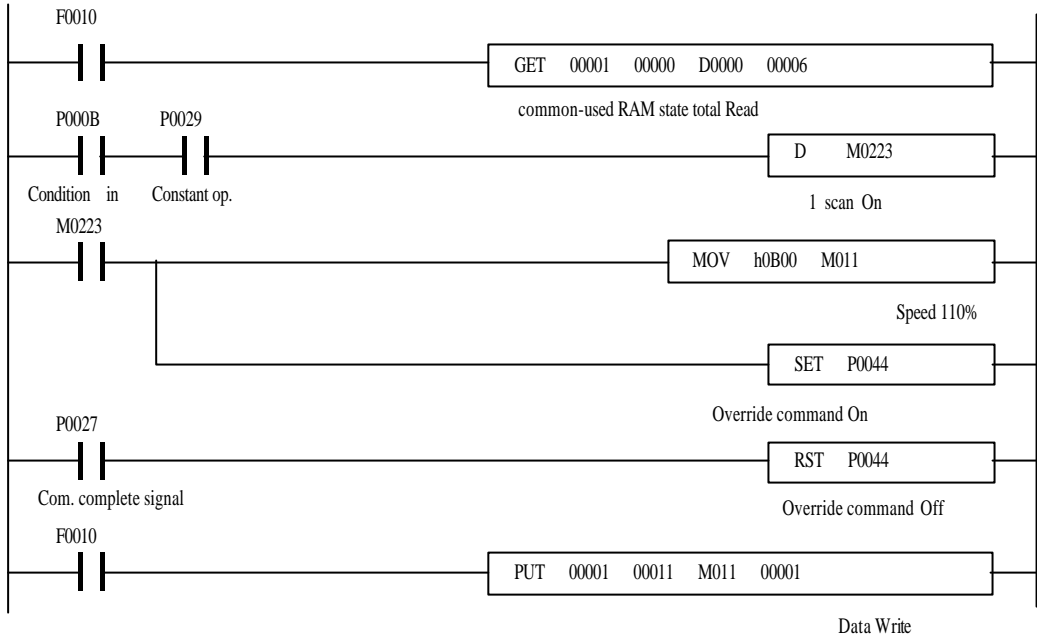 F0010
GET 00001 00000 D0000 00006
common-used RAM state total Read
P000B P0029
D M0223
Condition in Constant op.
1 scan On
M0223
MOV h0B00 M011
Speed 110%
SET P0044
Override command On
P0027
RST P0044
Com. complete signal
Override command Off
F0010
PUT 00001 00011 M011 00001
Data Write